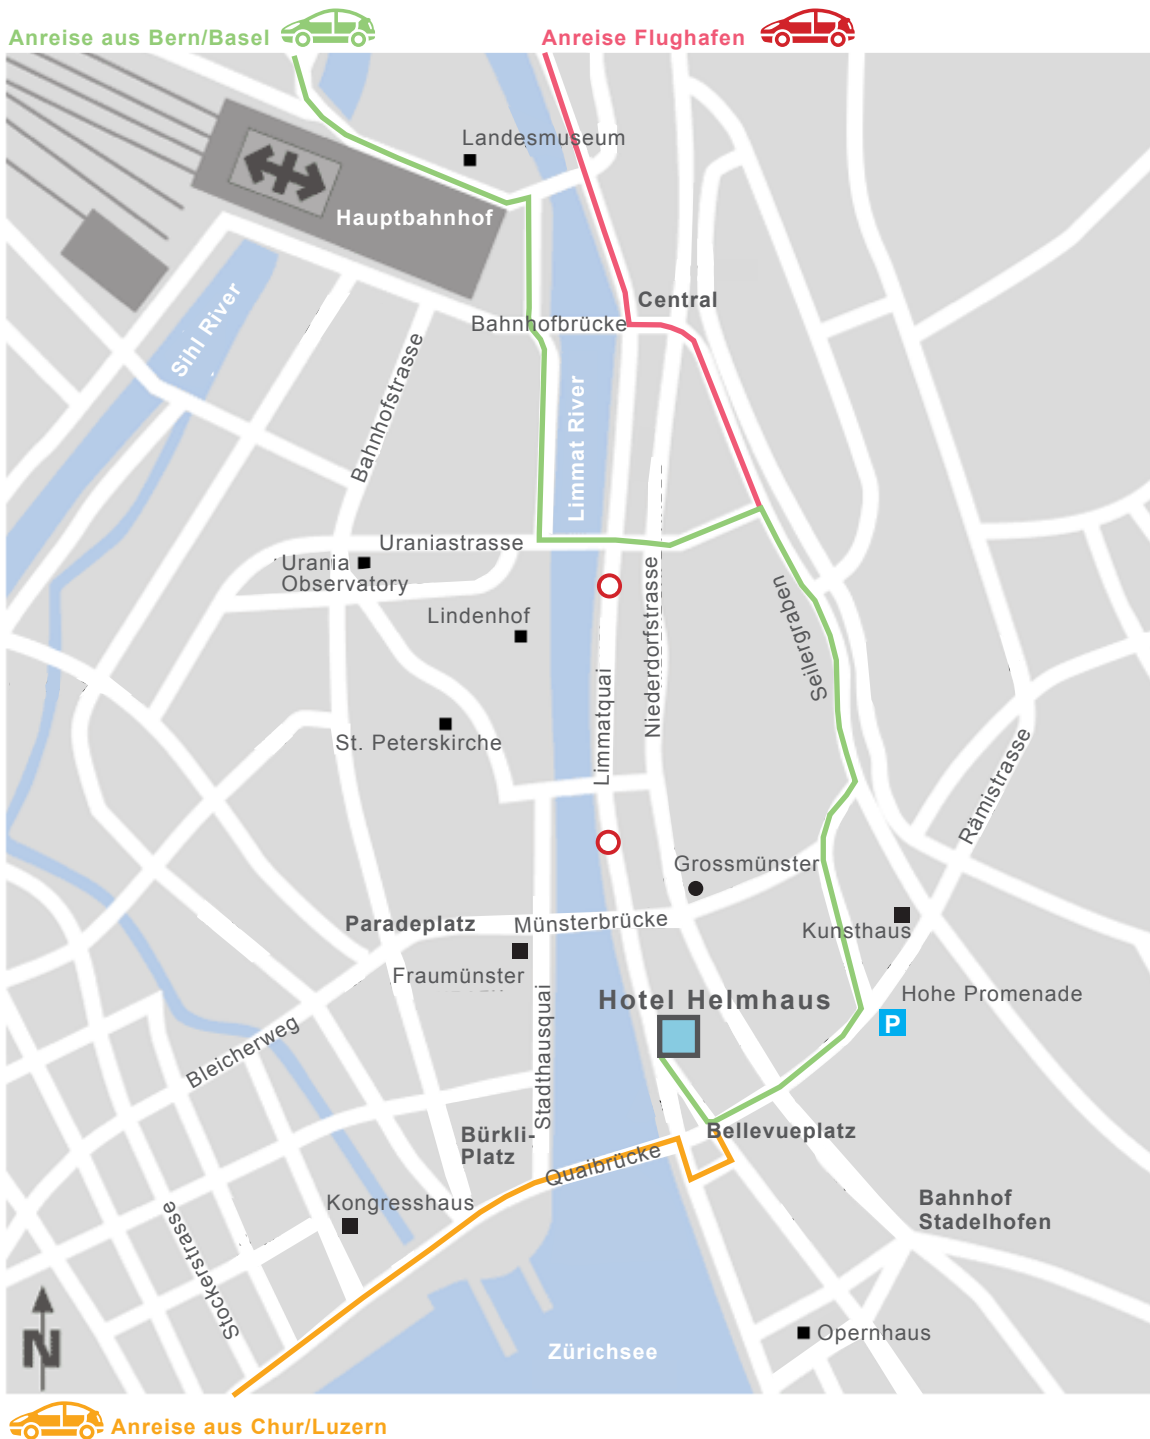 Anreise aus Bern/Basel
Anreise Flughafen
Landesmuseum
Hauptbahnhof
Central
Bahnhofbrücke
Sihl River
Bahnhofstrasse
Limmat River
Uraniastrasse
Urania
Observatory
Lindenhof
Niederdorfstrasse
Seilergraben
Limmatquai
St. Peterskirche
Rämistrasse
Grossmünster
Paradeplatz
Münsterbrücke
Kunsthaus
Fraumünster
Hotel Helmhaus
Hohe Promenade
P
Bleicherweg
Stadthausquai
Bürkli-
Platz
Bellevueplatz
Quaibrücke
Kongresshaus
Bahnhof
Stadelhofen
Stockerstrasse
Opernhaus
N
Zürichsee
Anreise aus Chur/Luzern